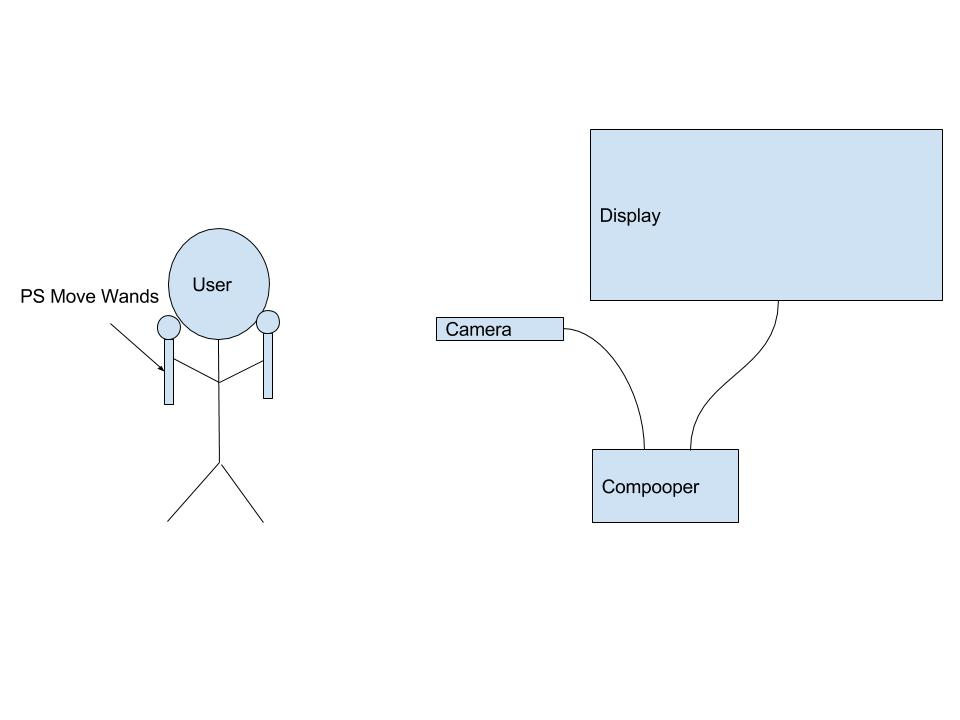 Display
User
PS Move Wands
Camera
Compooper